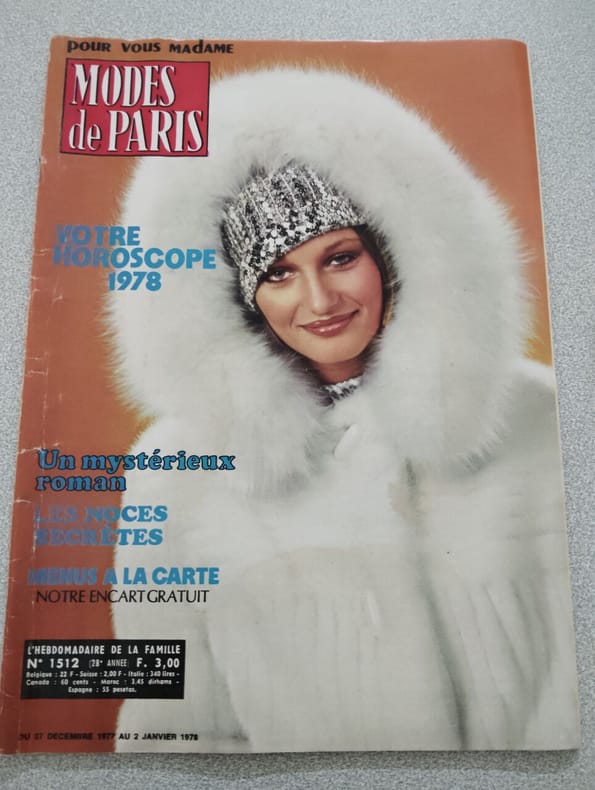 POUR VOUS MADAME
MODES
de PARIS
VOTRE
HOROSCOPE
1978
Un mystérieux
roman
LES NOCES
SECRÈTES
MENUS A LA CARTE
NOTRE ENCART GRATUIT
L'HEBDOMADAIRE DE LA FAMILLE
N° 1512 (28e ANNÉE) F. 3,00
Belgique : 22 F - Suisse : 2,00 F - Italie : 340 lires -
Canada : 60 cents - Maroc : 3,45 dirhams -
Espagne : 55 pesetas.
DU 27 DECEMBRE 1977 AU 2 JANVIER 1978